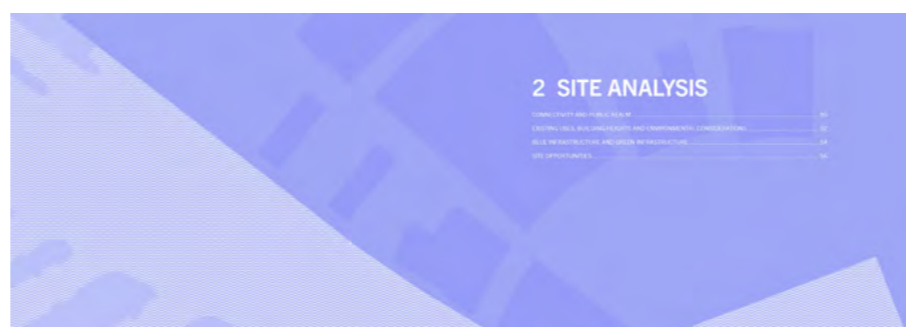 2 SITE ANALYSIS
CONNECTIVITY AND PUBLIC REALM
EXISTING USES, BUILDING HEIGHTS AND ENVIRONMENTAL CONSIDERATIONS
BLUE INFRASTRUCTURE AND GREEN INFRASTRUCTURE
SITE OPPORTUNITIES